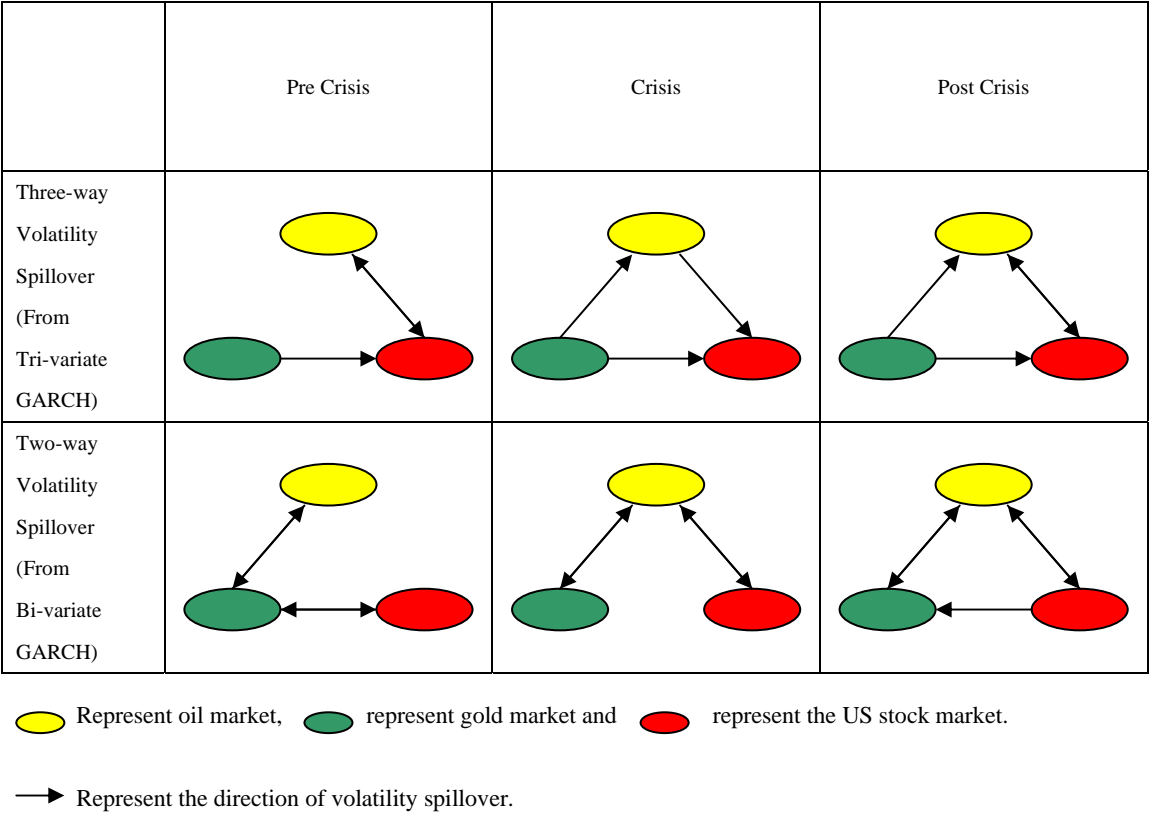 Pre Crisis
Crisis
Post Crisis
Three-way
Volatility
Spillover
(From
Tri-variate
GARCH)
Two-way
Volatility
Spillover
(From
Bi-variate
GARCH)
Represent oil market, represent gold market and represent the US stock market.
Represent the direction of volatility spillover.